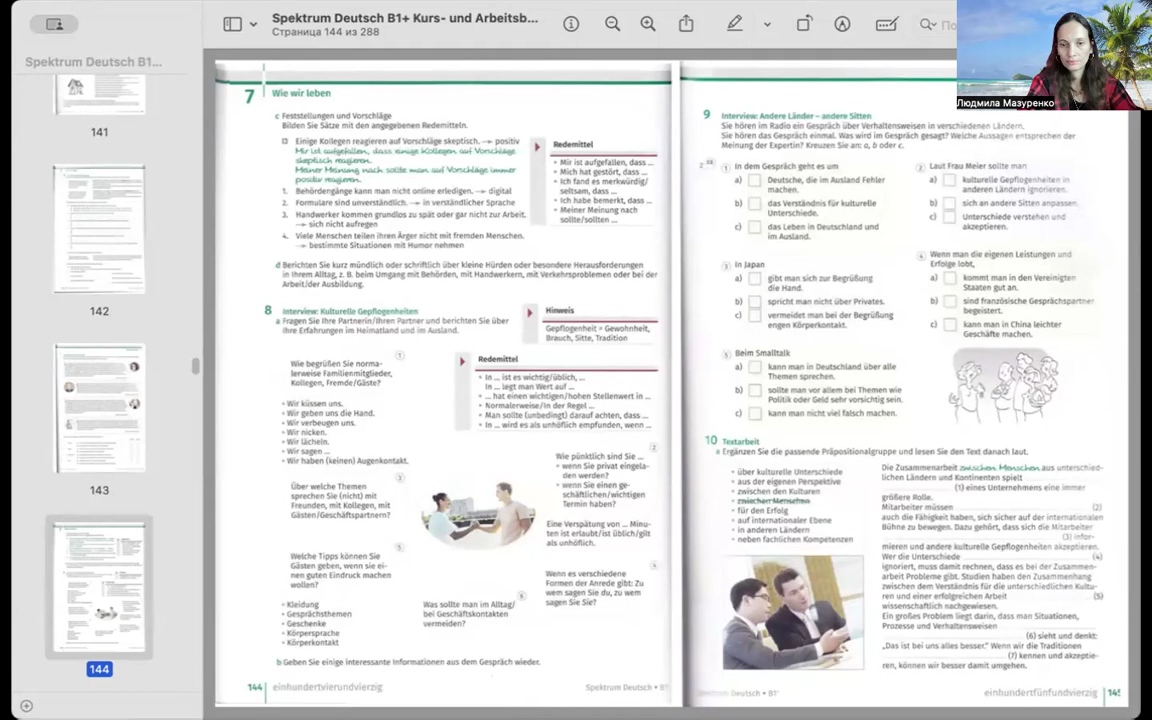 Spektrum Deutsch B1+ Kurs- und Arbeitsb...
Страница 144 из 288
Spektrum Deutsch B1...
141
142
143
144
Людмила Мазуренко
7 Wie wir leben
c Feststellungen und Vorschläge
Bilden Sie Sätze mit den angegebenen Redemitteln.
Einige Kollegen reagieren auf Vorschläge skeptisch. → positiv
Mir ist aufgefallen, dass einige Kollegen auf Vorschläge
skeptisch reagieren.
Meiner Meinung nach sollte man auf Vorschläge immer
positiv reagieren.
1. Behördengänge kann man nicht online erledigen. → digital
2. Formulare sind unverständlich. → in verständlicher Sprache
3. Handwerker kommen grundlos zu spät oder gar nicht zur Arbeit.
→ sich nicht aufregen
4. Viele Menschen teilen ihren Ärger nicht mit fremden Menschen.
→ bestimmte Situationen mit Humor nehmen
Redemittel
• Mir ist aufgefallen, dass ...
• Mich hat gestört, dass ...
• Ich fand es merkwürdig/
seltsam, dass ...
• Ich habe bemerkt, dass ...
• Meiner Meinung nach
sollte/sollten ...
d Berichten Sie kurz mündlich oder schriftlich über kleine Hürden oder besondere Herausforderungen
in Ihrem Alltag, z. B. beim Umgang mit Behörden, mit Handwerkern, mit Verkehrsproblemen oder bei der
Arbeit/der Ausbildung.
8 Interview: Kulturelle Gepflogenheiten
a Fragen Sie Ihre Partnerin/Ihren Partner und berichten Sie über
Ihre Erfahrungen im Heimatland und im Ausland.
Hinweis
Gepflogenheit = Gewohnheit,
Brauch, Sitte, Tradition
1
Wie begrüßen Sie norma-
lerweise Familienmitglieder,
Kollegen, Fremde/Gäste?
• Wir küssen uns.
• Wir geben uns die Hand.
• Wir verbeugen uns.
• Wir nicken.
• Wir lächeln.
• Wir sagen ...
• Wir haben (keinen) Augenkontakt.
Redemittel
• In ... ist es wichtig/üblich, ...
• In ... legt man Wert auf ...
• ... hat einen wichtigen/hohen Stellenwert in ...
• Normalerweise/In der Regel ...
• Man sollte (unbedingt) darauf achten, dass ...
• In ... wird es als unhöflich empfunden, wenn ...
2
Wie pünktlich sind Sie ...
• wenn Sie privat eingela-
den werden?
• wenn Sie einen ge-
schäftlichen/wichtigen
Termin haben?
Eine Verspätung von ... Minu-
ten ist erlaubt/ist üblich/gilt
als unhöflich.
3
Über welche Themen
sprechen Sie (nicht) mit
Freunden, mit Kollegen, mit
Gästen/Geschäftspartnern?
Welche Tipps können Sie
Gästen geben, wenn sie ei-
nen guten Eindruck machen
wollen?
• Kleidung
• Gesprächsthemen
• Geschenke
• Körpersprache
• Körperkontakt
Was sollte man im Alltag/
bei Geschäftskontakten
vermeiden?
Wenn es verschiedene
Formen der Anrede gibt: Zu
wem sagen Sie du, zu wem
sagen Sie Sie?
b Geben Sie einige interessante Informationen aus dem Gespräch wieder.
144 einhundertvierundvierzig
Spektrum Deutsch • B1
9 Interview: Andere Länder – andere Sitten
Sie hören im Radio ein Gespräch über Verhaltensweisen in verschiedenen Ländern.
Sie hören das Gespräch einmal. Was wird im Gespräch gesagt? Welche Aussagen entsprechen der
Meinung der Expertin? Kreuzen Sie an: a, b oder c.
1 In dem Gespräch geht es um
a) Deutsche, die im Ausland Fehler
machen.
b) das Verständnis für kulturelle
Unterschiede.
c) das Leben in Deutschland und
im Ausland.
2 Laut Frau Meier sollte man
a) kulturelle Gepflogenheiten in
anderen Ländern ignorieren.
b) sich an andere Sitten anpassen.
c) Unterschiede verstehen und
akzeptieren.
3 In Japan
a) gibt man sich zur Begrüßung
die Hand.
b) spricht man nicht über Privates.
c) vermeidet man bei der Begrüßung
engen Körperkontakt.
4 Wenn man die eigenen Leistungen und
Erfolge lobt,
a) kommt man in den Vereinigten
Staaten gut an.
b) sind französische Gesprächspartner
begeistert.
c) kann man in China leichter
Geschäfte machen.
5 Beim Smalltalk
a) kann man in Deutschland über alle
Themen sprechen.
b) sollte man vor allem bei Themen wie
Politik oder Geld sehr vorsichtig sein.
c) kann man nicht viel falsch machen.
10 Textarbeit
a Ergänzen Sie die passende Präpositionalgruppe und lesen Sie den Text danach laut.
• über kulturelle Unterschiede
• aus der eigenen Perspektive
• zwischen den Kulturen
• zwischen Menschen
• für den Erfolg
• auf internationaler Ebene
• in anderen Ländern
• neben fachlichen Kompetenzen
Die Zusammenarbeit zwischen Menschen aus unterschied-
lichen Ländern und Kontinenten spielt
(1) eines Unternehmens eine immer
größere Rolle.
Mitarbeiter müssen (2)
auch die Fähigkeit haben, sich sicher auf der internationalen
Bühne zu bewegen. Dazu gehört, dass sich die Mitarbeiter
(3) infor-
mieren und andere kulturelle Gepflogenheiten akzeptieren.
Wer die Unterschiede (4)
ignoriert, muss damit rechnen, dass es bei der Zusammen-
arbeit Probleme gibt. Studien haben den Zusammenhang
zwischen dem Verständnis für die unterschiedlichen Kultu-
ren und einer erfolgreichen Arbeit (5)
wissenschaftlich nachgewiesen.
Ein großes Problem liegt darin, dass man Situationen,
Prozesse und Verhaltensweisen
(6) sieht und denkt:
„Das ist bei uns alles besser.“ Wenn wir die Traditionen
(7) kennen und akzeptie-
ren, können wir besser damit umgehen.
Deutsch • B1
einhundertfünfundvierzig 145